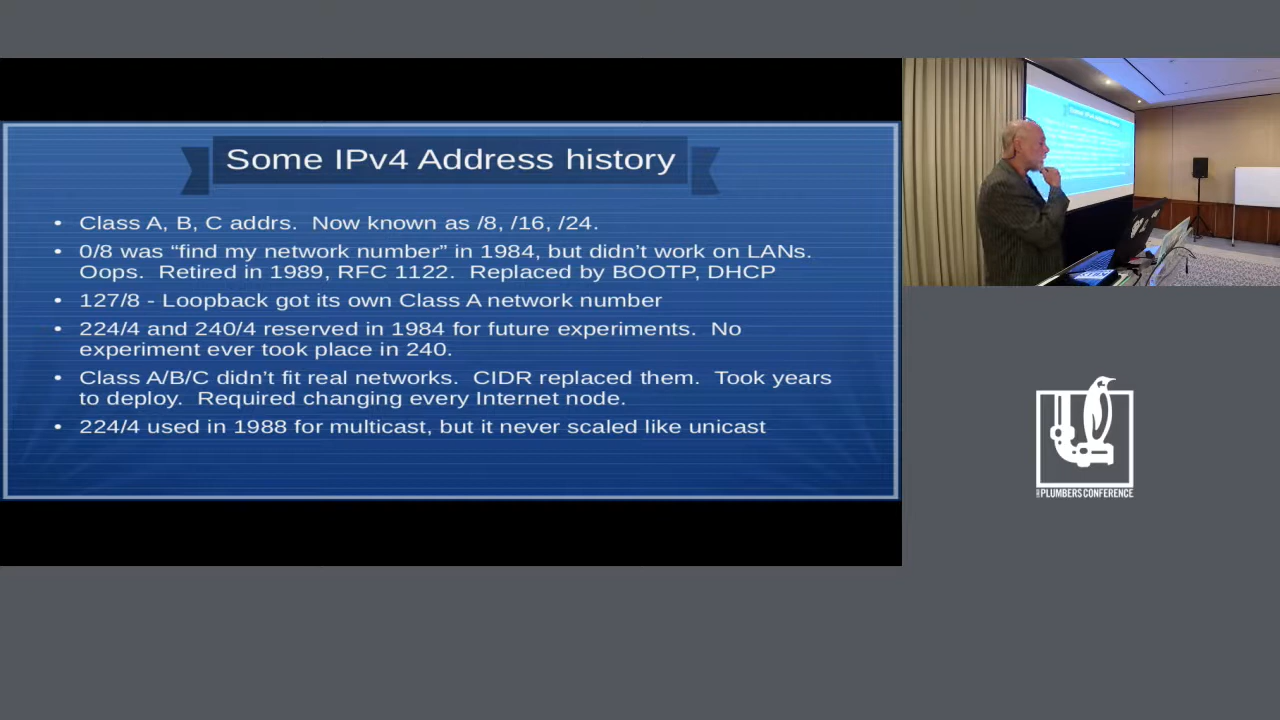 Some IPv4 Address history
• Class A, B, C addrs.  Now known as /8, /16, /24.
• 0/8 was “find my network number” in 1984, but didn’t work on LANs.
Oops.  Retired in 1989, RFC 1122.  Replaced by BOOTP, DHCP
• 127/8 - Loopback got its own Class A network number
• 224/4 and 240/4 reserved in 1984 for future experiments.  No
experiment ever took place in 240.
• Class A/B/C didn’t fit real networks.  CIDR replaced them.  Took years
to deploy.  Required changing every Internet node.
• 224/4 used in 1988 for multicast, but it never scaled like unicast
PLUMBERS CONFERENCE